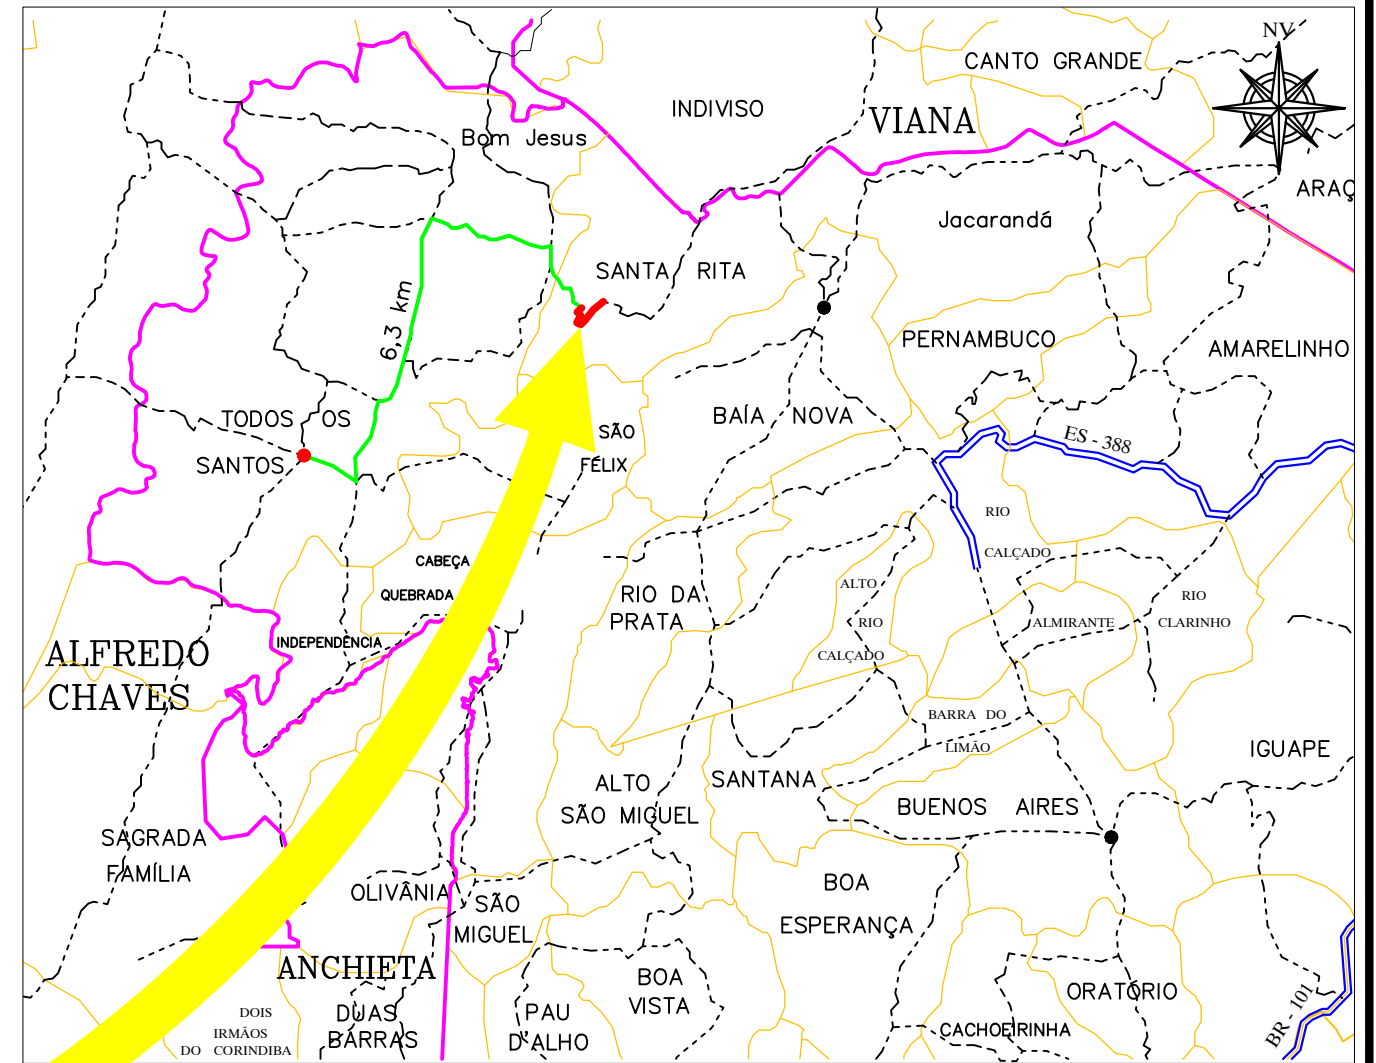 NV
CANTO GRANDE
INDIVISO
VIANA
Bom Jesus
ARAÇ
Jacarandá
SANTA RITA
6,3 km
PERNAMBUCO
AMARELINHO
TODOS OS
SANTOS
BAÍA NOVA
SÃO
FÉLIX
ES - 388
RIO
CALÇADO
CABEÇA
QUEBRADA
ALTO
RIO
CALÇADO
RIO DA
PRATA
RIO
CLARINHO
ALMIRANTE
INDEPENDÊNCIA
ALFREDO
CHAVES
BARRA DO
LIMÃO
IGUAPE
ALTO
SÃO MIGUEL
SANTANA
BUENOS AIRES
SAGRADA
FAMÍLIA
OLIVÂNIA
SÃO
MIGUEL
BOA
ESPERANÇA
ANCHIETA
BOA
VISTA
ORATÓRIO
DOIS
IRMÃOS
DO CORINDIBA
DUAS
BARRAS
PAU
D'ALHO
CACHOEIRINHA
BR - 101